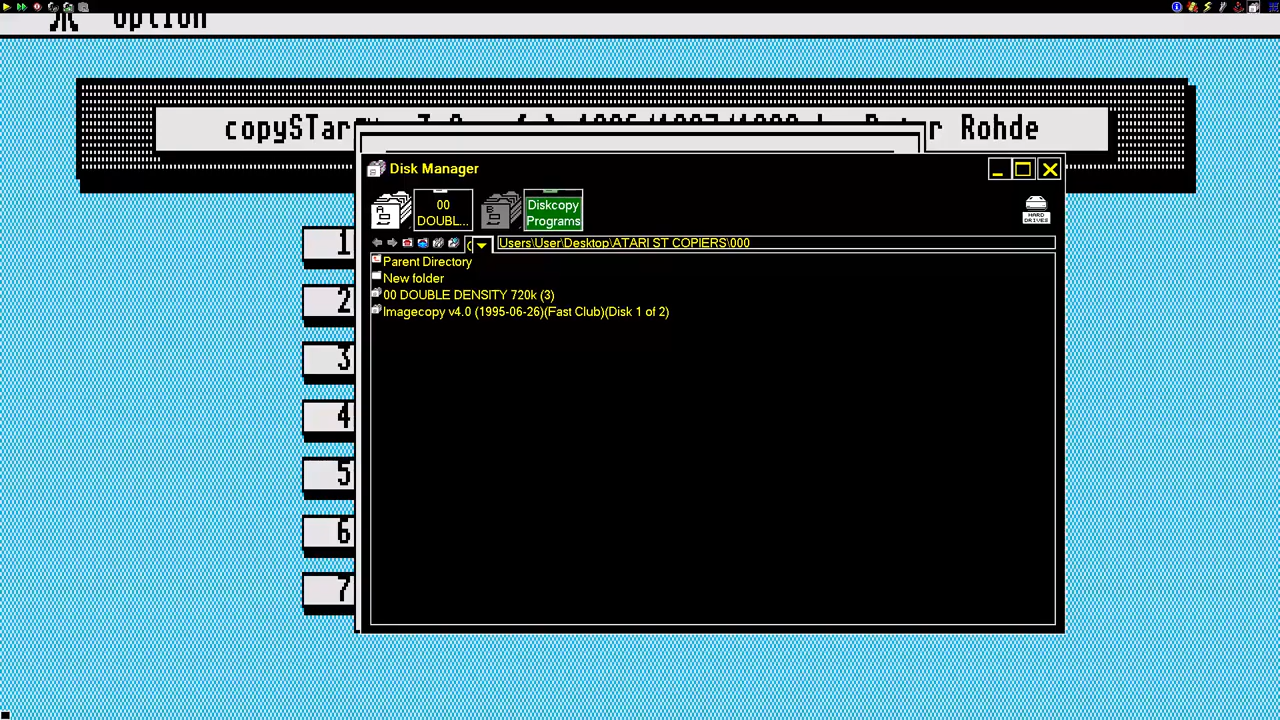 Option
copySTar
Rohde
Disk Manager
A
00
DOUBL...
B
Diskcopy
Programs
HARD
DRIVES
Users\User\Desktop\ATARI ST COPIERS\000
Parent Directory
New folder
00 DOUBLE DENSITY 720k (3)
Imagecopy v4.0 (1995-06-26)(Fast Club)(Disk 1 of 2)
1
2
3
4
5
6
7